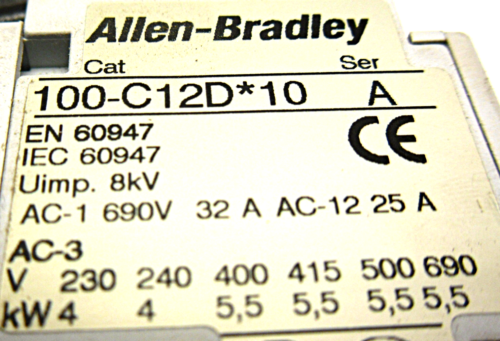 Allen-Bradley
Cat Ser
100-C12D*10 A
EN 60947
IEC 60947
CE
Uimp. 8kV
AC-1 690V 32 A AC-12 25 A
AC-3
V 230 240 400 415 500 690
kW 4 4 5,5 5,5 5,5 5,5